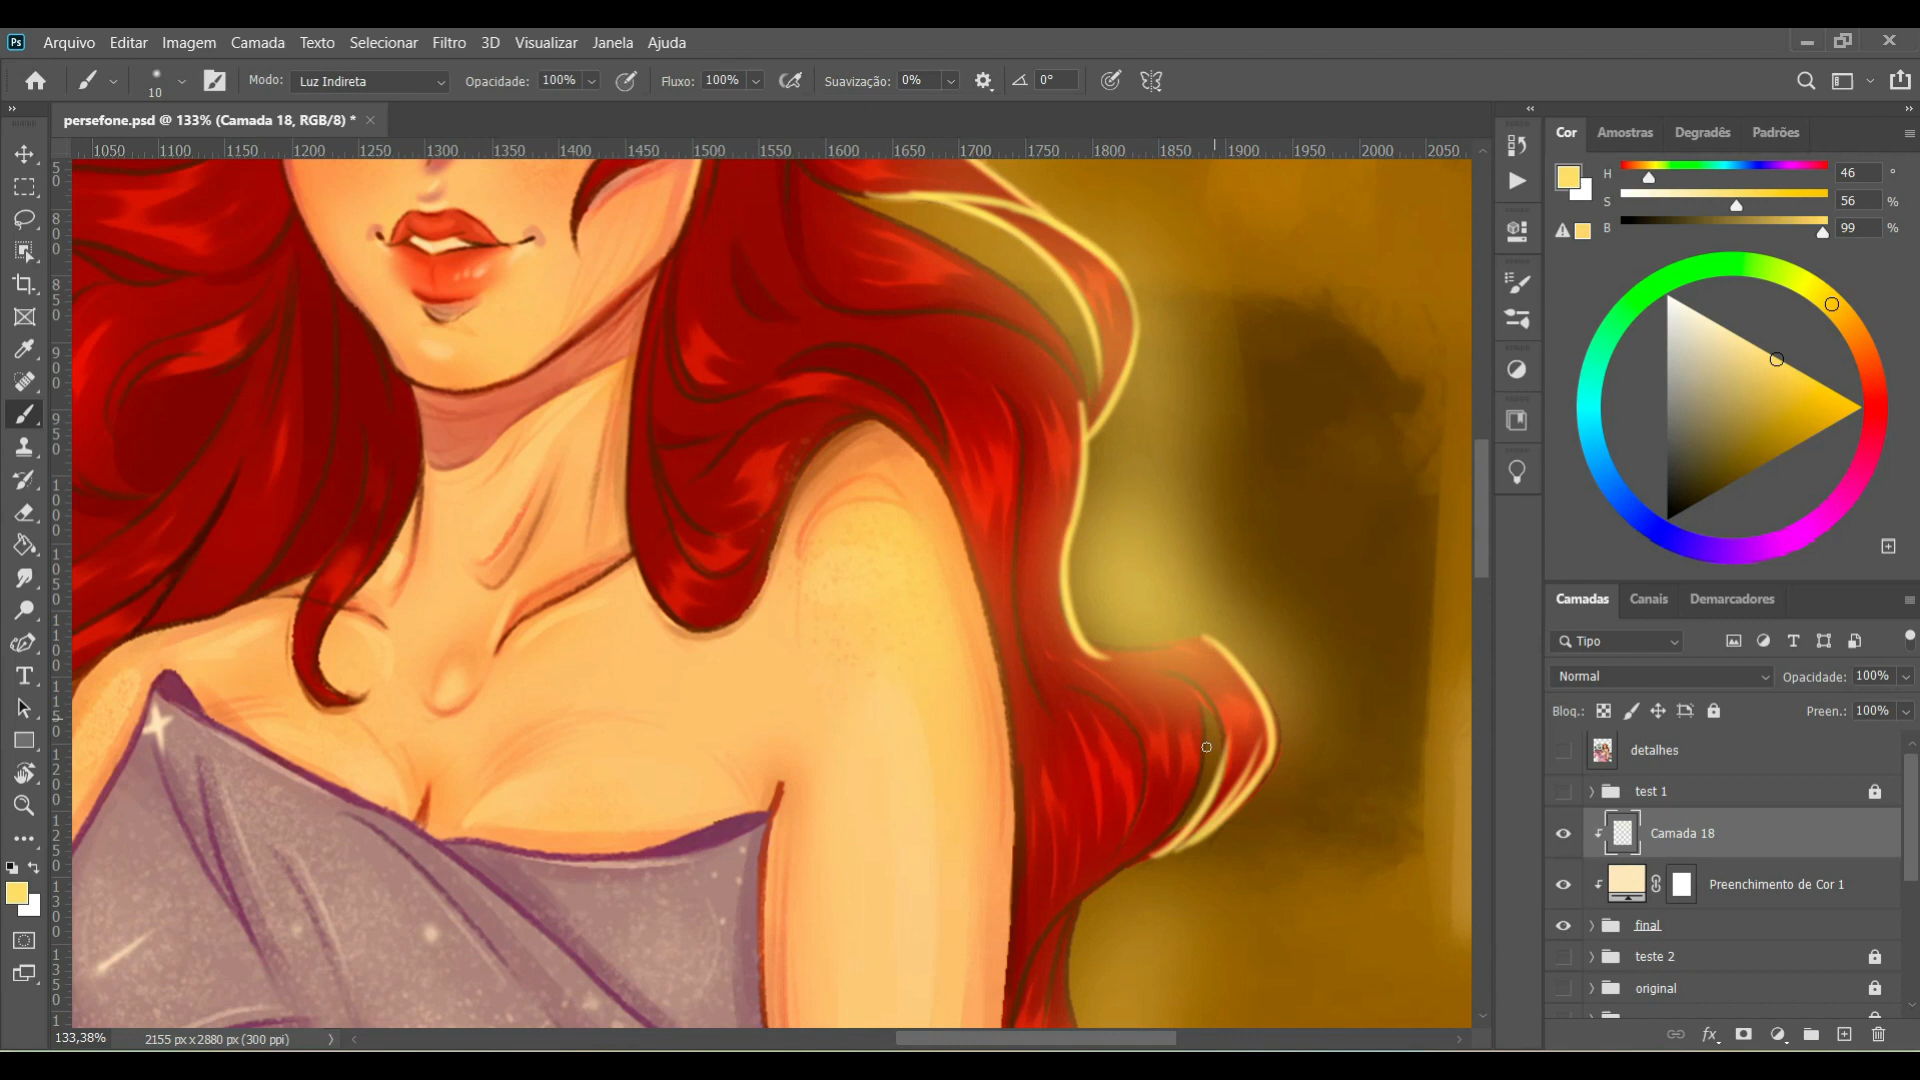 Ps Arquivo Editar Imagem Camada Texto Selecionar Filtro 3D Visualizar Janela Ajuda
10 Modo: Luz Indireta Opacidade: 100% Fluxo: 100% Suavização: 0% 0°
persefone.psd @ 133% (Camada 18, RGB/8) *
1050 1100 1150 1200 1250 1300 1350 1400 1450 1500 1550 1600 1650 1700 1750 1800 1850 1900 1950 2000 2050
Cor Amostras Degradês Padrões
H 46 °
S 56 %
B 99 %
Camadas Canais Demarcadores
Tipo
Normal Opacidade: 100%
Bloq.: Preen.: 100%
detalhes
test 1
Camada 18
Preenchimento de Cor 1
final
teste 2
original
133,38% 2155 px x 2880 px (300 ppi)